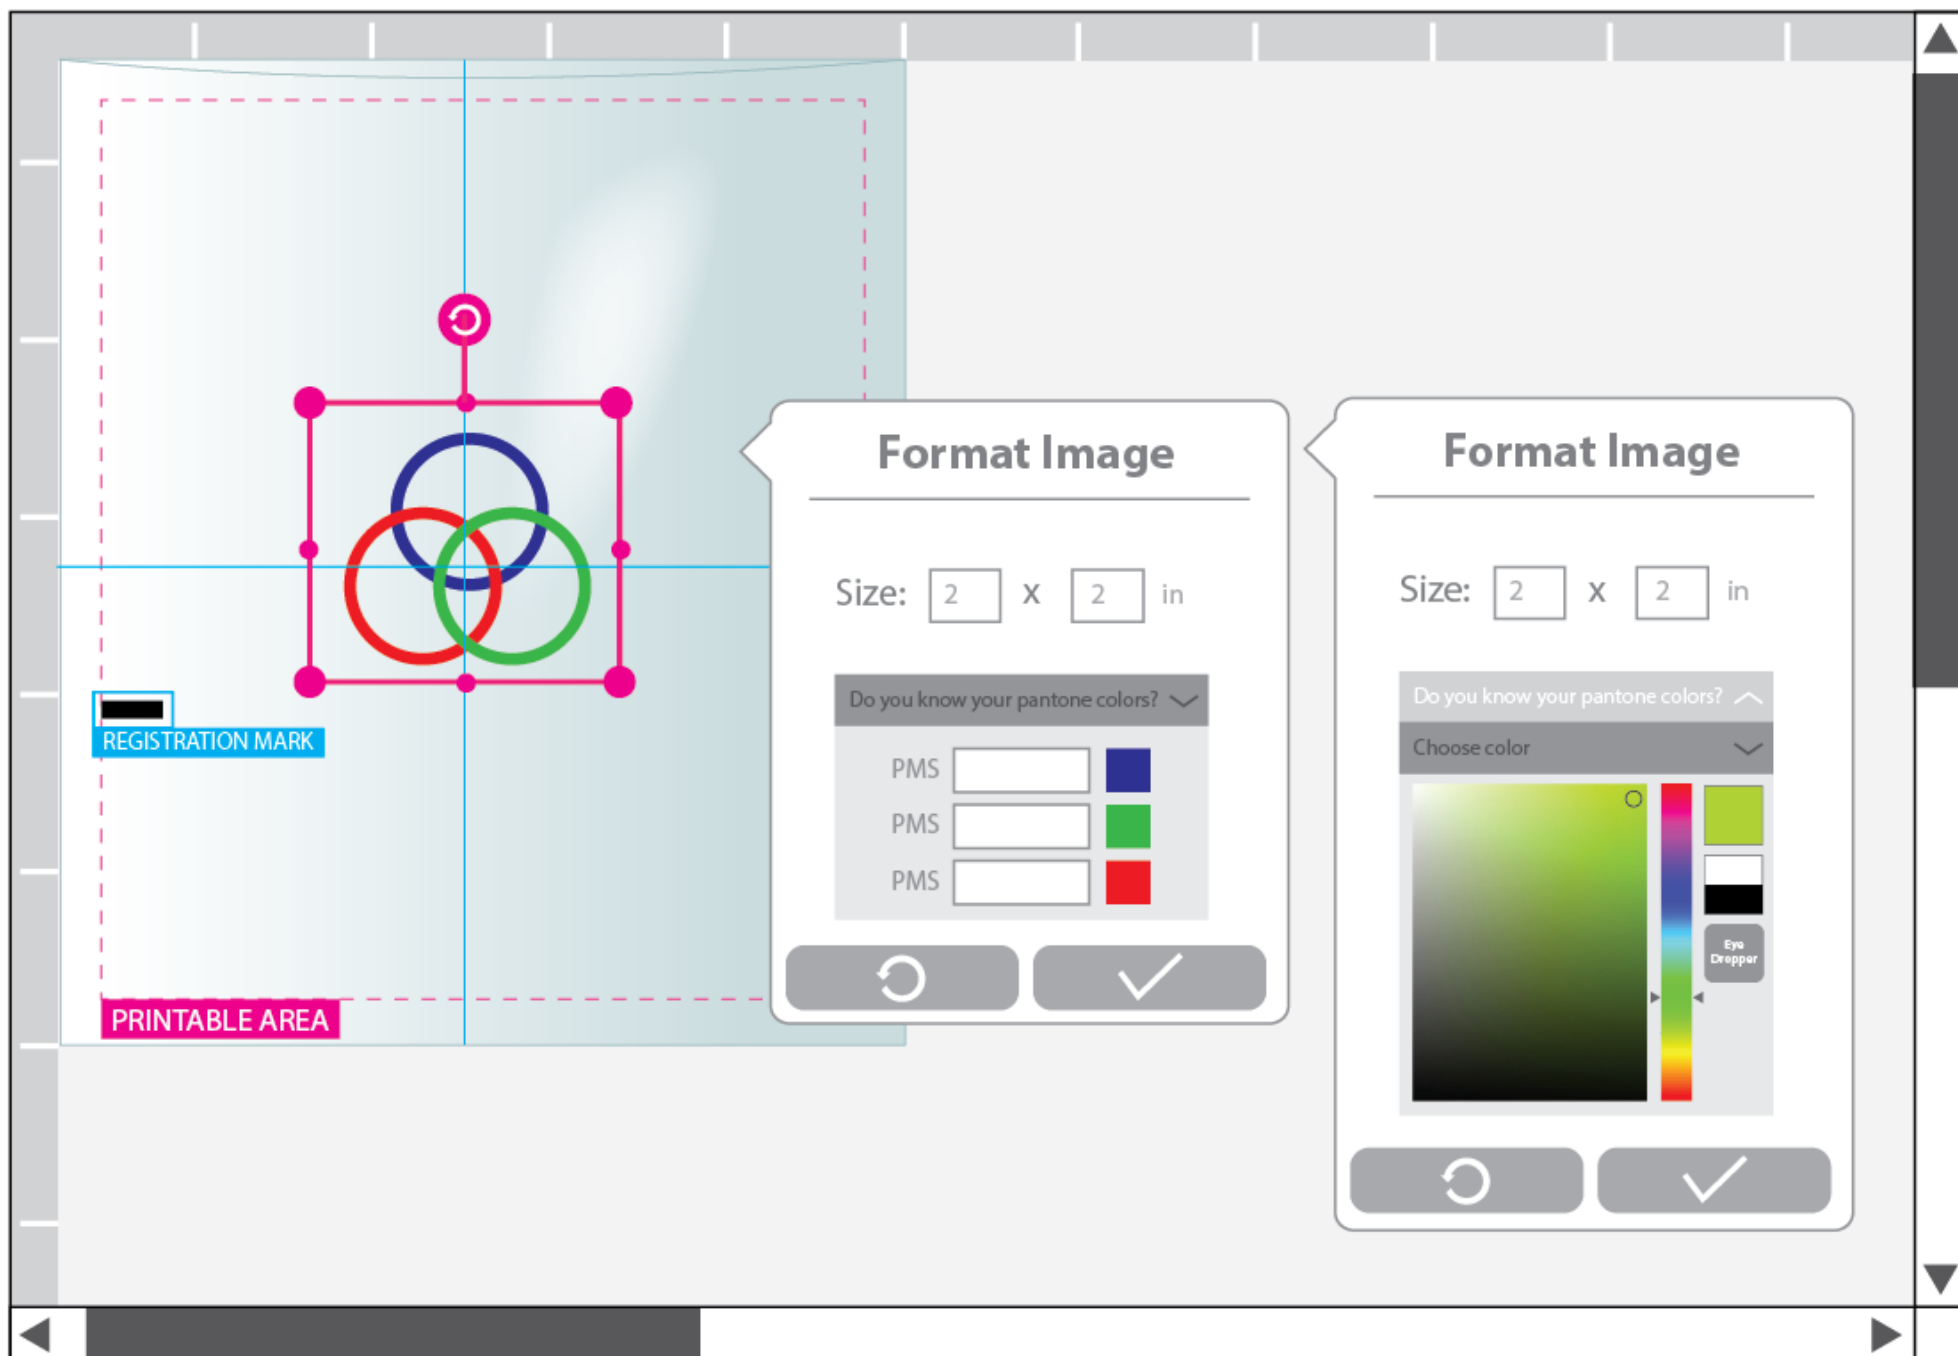 REGISTRATION MARK
PRINTABLE AREA
Format Image
Size: 2 x 2 in
Do you know your pantone colors?
PMS
PMS
PMS
Format Image
Size: 2 x 2 in
Do you know your pantone colors?
Choose color
Eye
Dropper